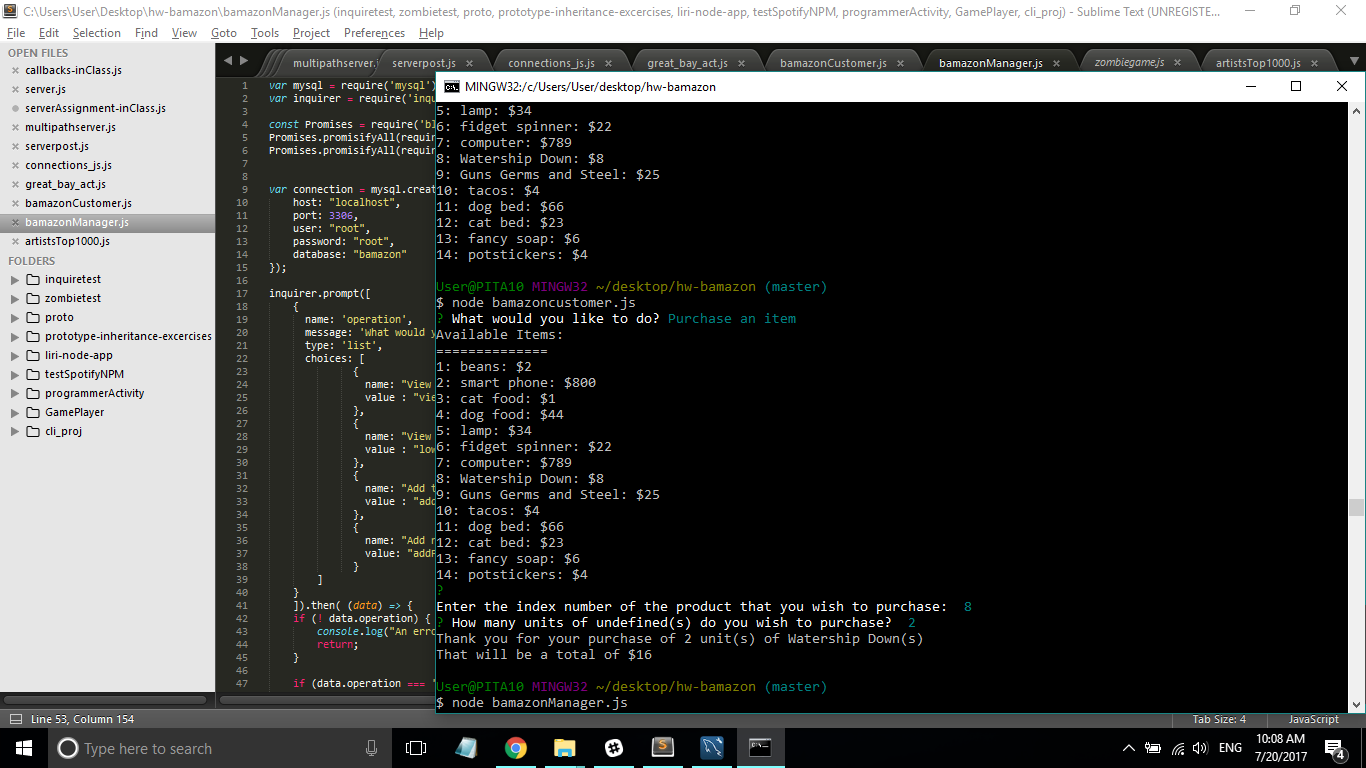 C:\Users\User\Desktop\hw-bamazon\bamazonManager.js (inquiretest, zombietest, proto, prototype-inheritance-excercises, liri-node-app, testSpotifyNPM, programmerActivity, GamePlayer, cli_proj) - Sublime Text (UNREGISTE...
File Edit Selection Find View Goto Tools Project Preferences Help
OPEN FILES
callbacks-inClass.js
server.js
serverAssignment-inClass.js
multipathserver.js
serverpost.js
connections_js.js
great_bay_act.js
bamazonCustomer.js
bamazonManager.js
artistsTop1000.js
FOLDERS
inquiretest
zombietest
proto
prototype-inheritance-excercises
liri-node-app
testSpotifyNPM
programmerActivity
GamePlayer
cli_proj
multipathserver.j serverpost.js connections_js.js great_bay_act.js bamazonCustomer.js bamazonManager.js zombiegame.js artistsTop1000.js
1 var mysql = require('mysql')
2 var inquirer = require('inqu
3
4 const Promises = require('bl
5 Promises.promisifyAll(requir
6 Promises.promisifyAll(requir
7
8
9 var connection = mysql.creat
10 host: "localhost",
11 port: 3306,
12 user: "root",
13 password: "root",
14 database: "bamazon"
15 });
16
17 inquirer.prompt([
18 {
19 name: 'operation',
20 message: 'What would y
21 type: 'list',
22 choices: [
23 {
24 name: "View
25 value : "vie
26 },
27 {
28 name: "View
29 value : "low
30 },
31 {
32 name: "Add t
33 value : "add
34 },
35 {
36 name: "Add n
37 value: "addP
38 }
39 ]
40 }
41 ]).then( (data) => {
42 if (! data.operation) {
43 console.log("An erro
44 return;
45 }
46
47 if (data.operation === '
MINGW32:/c/Users/User/desktop/hw-bamazon
5: lamp: $34
6: fidget spinner: $22
7: computer: $789
8: Watership Down: $8
9: Guns Germs and Steel: $25
10: tacos: $4
11: dog bed: $66
12: cat bed: $23
13: fancy soap: $6
14: potstickers: $4
User@PITA10 MINGW32 ~/desktop/hw-bamazon (master)
$ node bamazoncustomer.js
? What would you like to do? Purchase an item
Available Items:
==============
1: beans: $2
2: smart phone: $800
3: cat food: $1
4: dog food: $44
5: lamp: $34
6: fidget spinner: $22
7: computer: $789
8: Watership Down: $8
9: Guns Germs and Steel: $25
10: tacos: $4
11: dog bed: $66
12: cat bed: $23
13: fancy soap: $6
14: potstickers: $4
?
Enter the index number of the product that you wish to purchase: 8
? How many units of undefined(s) do you wish to purchase? 2
Thank you for your purchase of 2 unit(s) of Watership Down(s)
That will be a total of $16
User@PITA10 MINGW32 ~/desktop/hw-bamazon (master)
$ node bamazonManager.js
Line 53, Column 154 Tab Size: 4 JavaScript
Type here to search
ENG
10:08 AM
7/20/2017
4